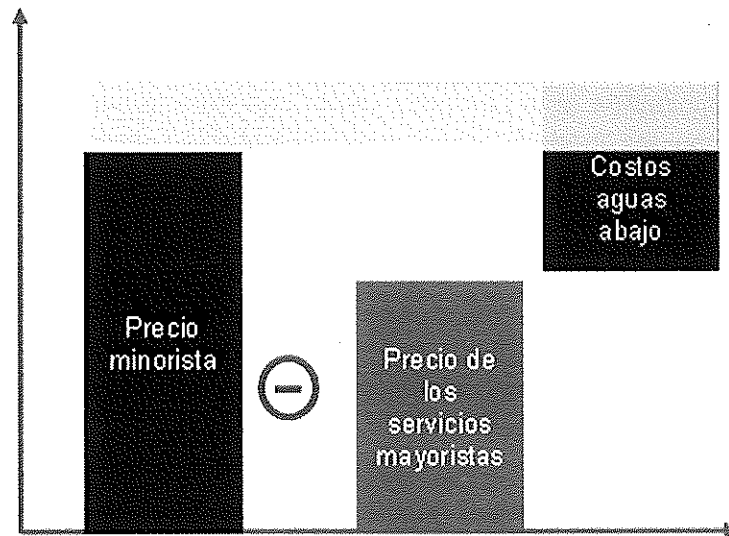 Costos
aguas
abajo
Precio
minorista
Precio de
los
servicios
mayoristas